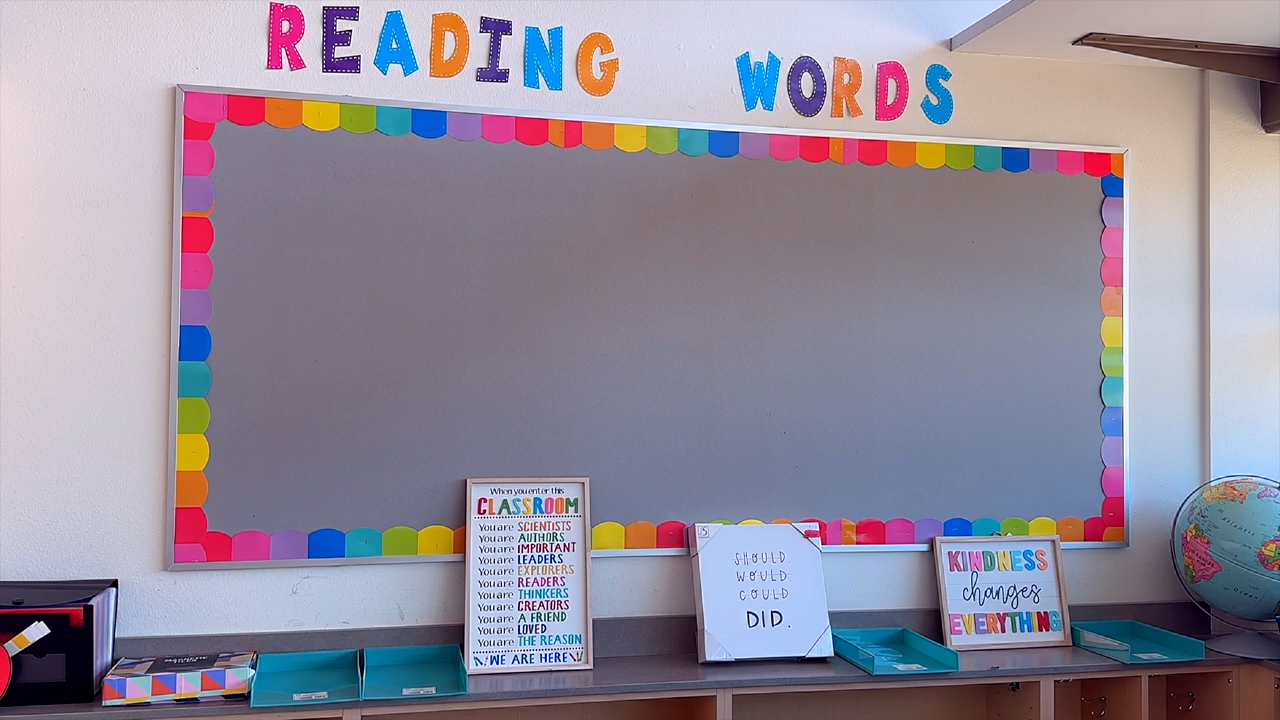 READING WORDS
When you enter this
CLASSROOM
You are SCIENTISTS
You are AUTHORS
You are IMPORTANT
You are LEADERS
You are EXPLORERS
You are READERS
You are THINKERS
You are CREATORS
You are A FRIEND
You are LOVED
You are THE REASON
WE ARE HERE
SHOULD.
WOULD.
COULD.
DID.
KINDNESS
changes
EVERYTHING